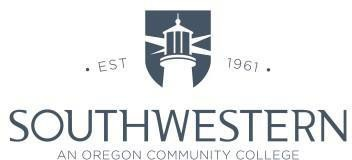 • EST 1961 •
SOUTHWESTERN
AN OREGON COMMUNITY COLLEGE